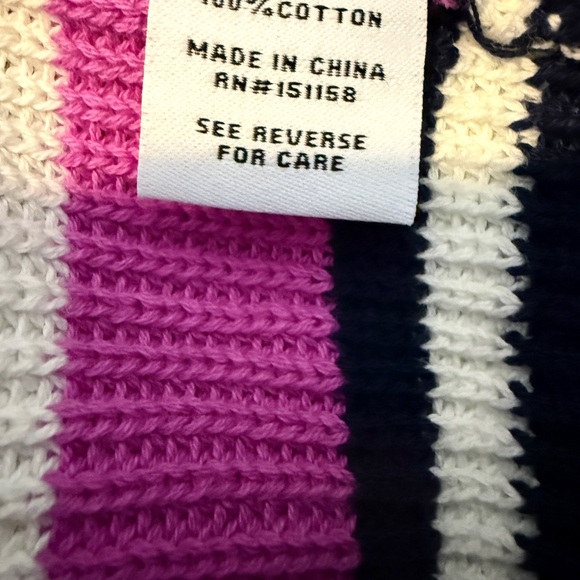 100%COTTON
MADE IN CHINA
RN#151158
SEE REVERSE
FOR CARE